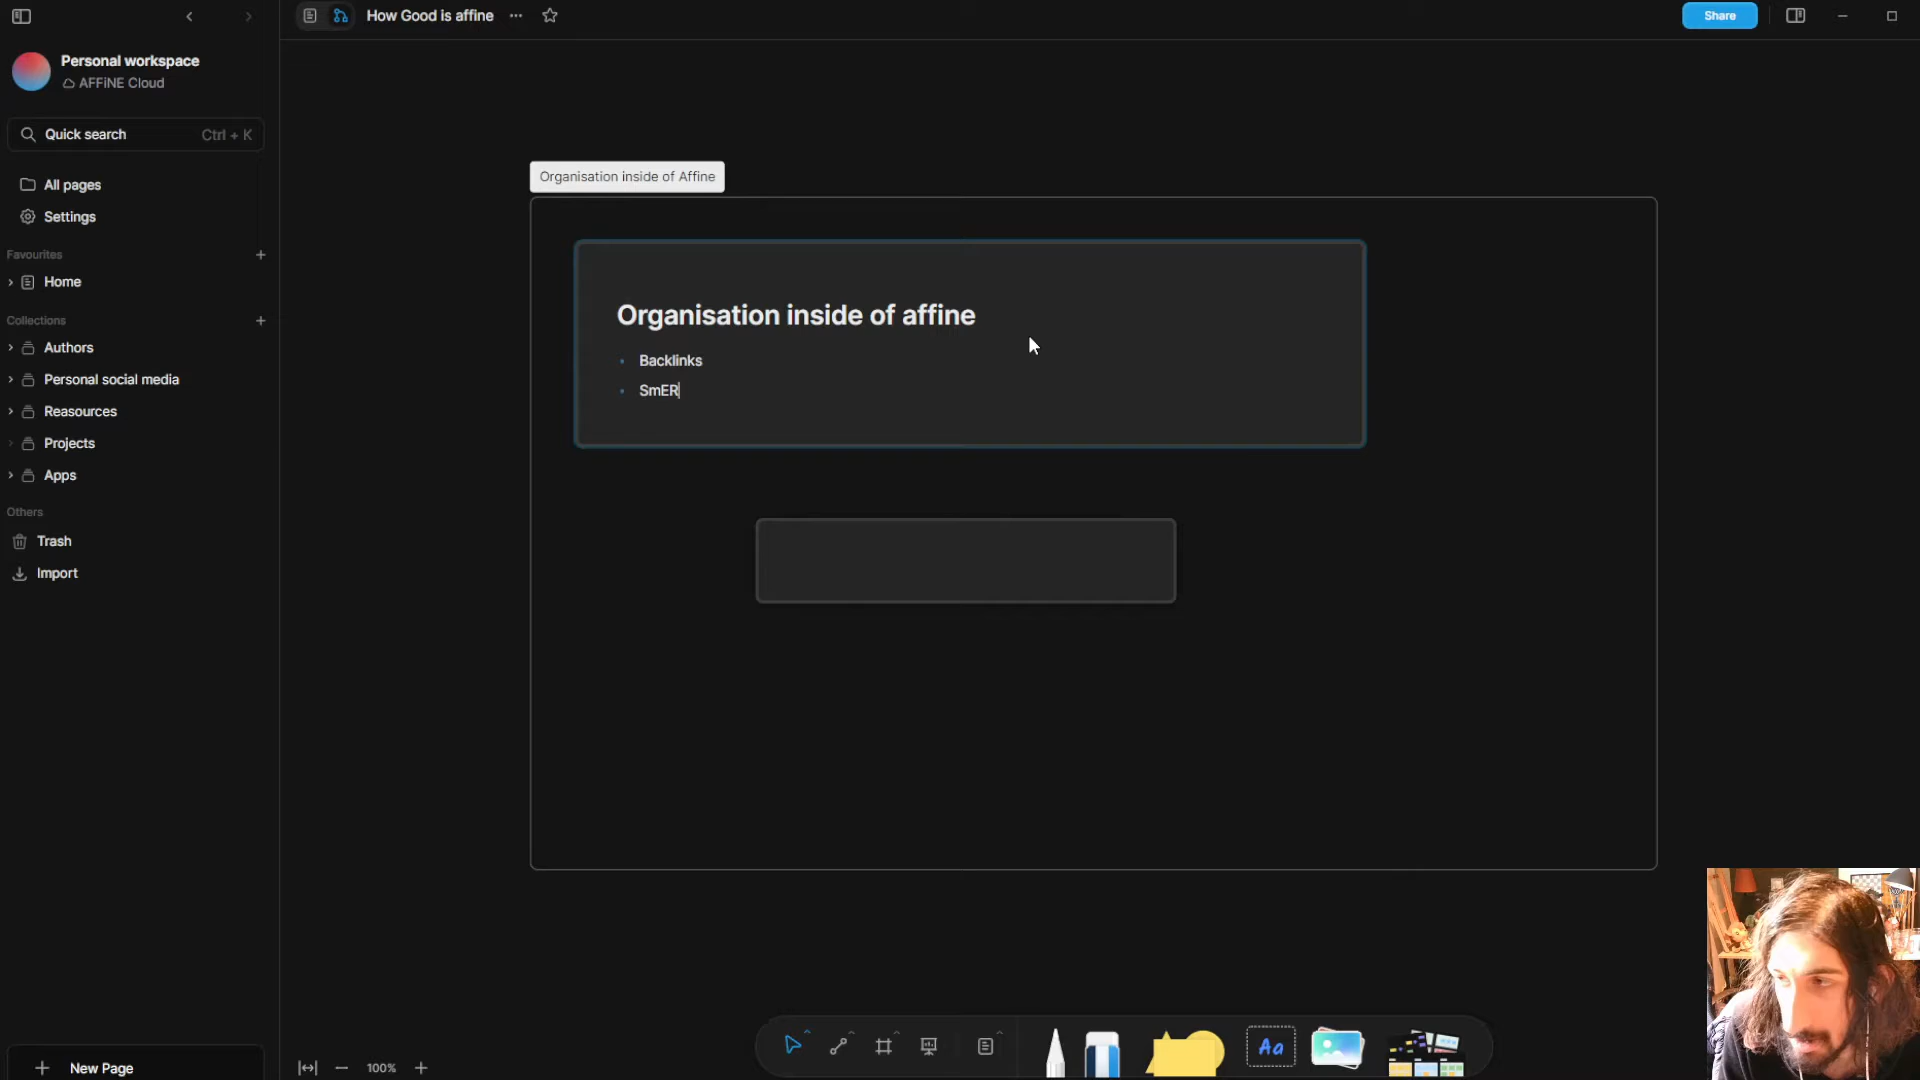 How Good is affine
Share
Personal workspace
AFFiNE Cloud
Quick search Ctrl + K
All pages
Settings
Favourites
Home
Collections
Authors
Personal social media
Reasources
Projects
Apps
Others
Trash
Import
New Page
Organisation inside of Affine
Organisation inside of affine
Backlinks
SmER
100%
Aa